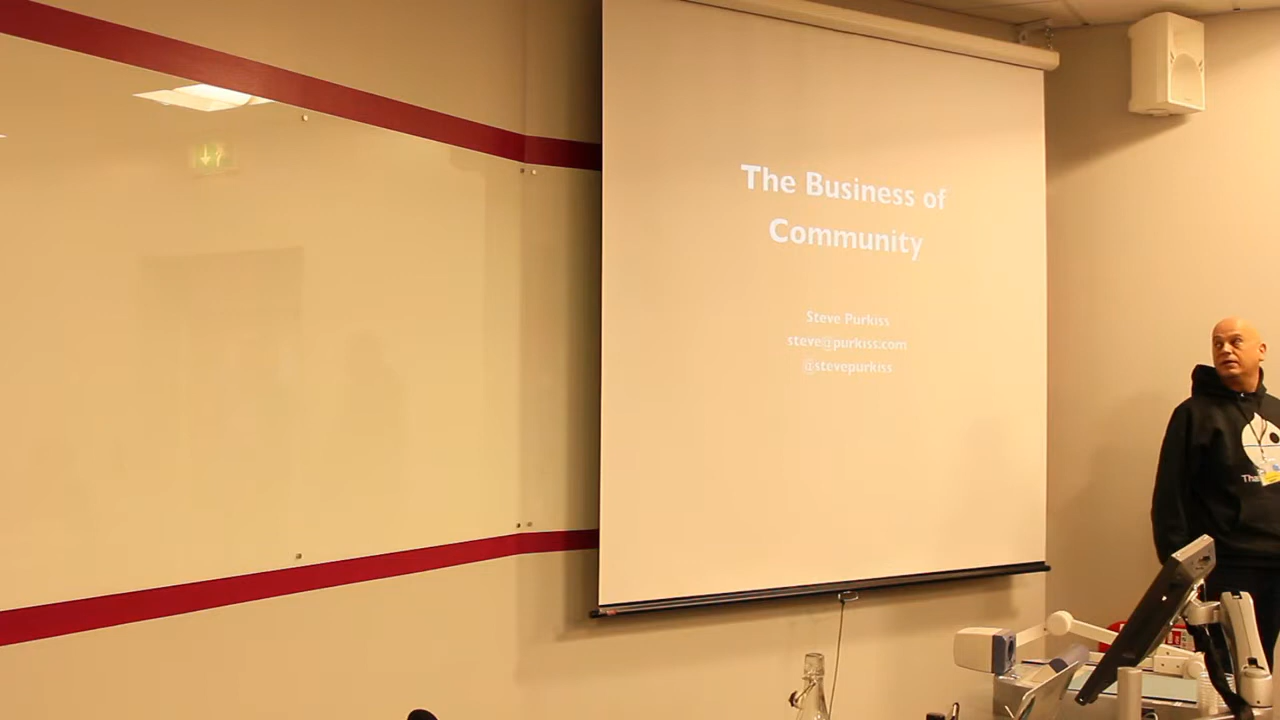 The Business of
Community
Steve Purkiss
steve@purkiss.com
@stevepurkiss